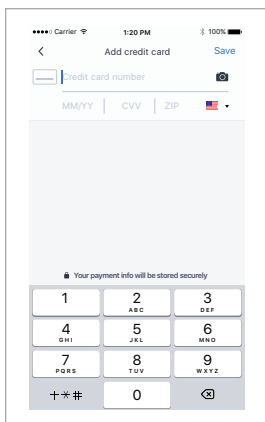 Carrier 1:20 PM 100%
Add credit card Save
Credit card number
MM/YY CVV ZIP
Your payment info will be stored securely
1 2 3
ABC DEF
4 5 6
GHI JKL MNO
7 8 9
PQRS TUV WXYZ
+*# 0